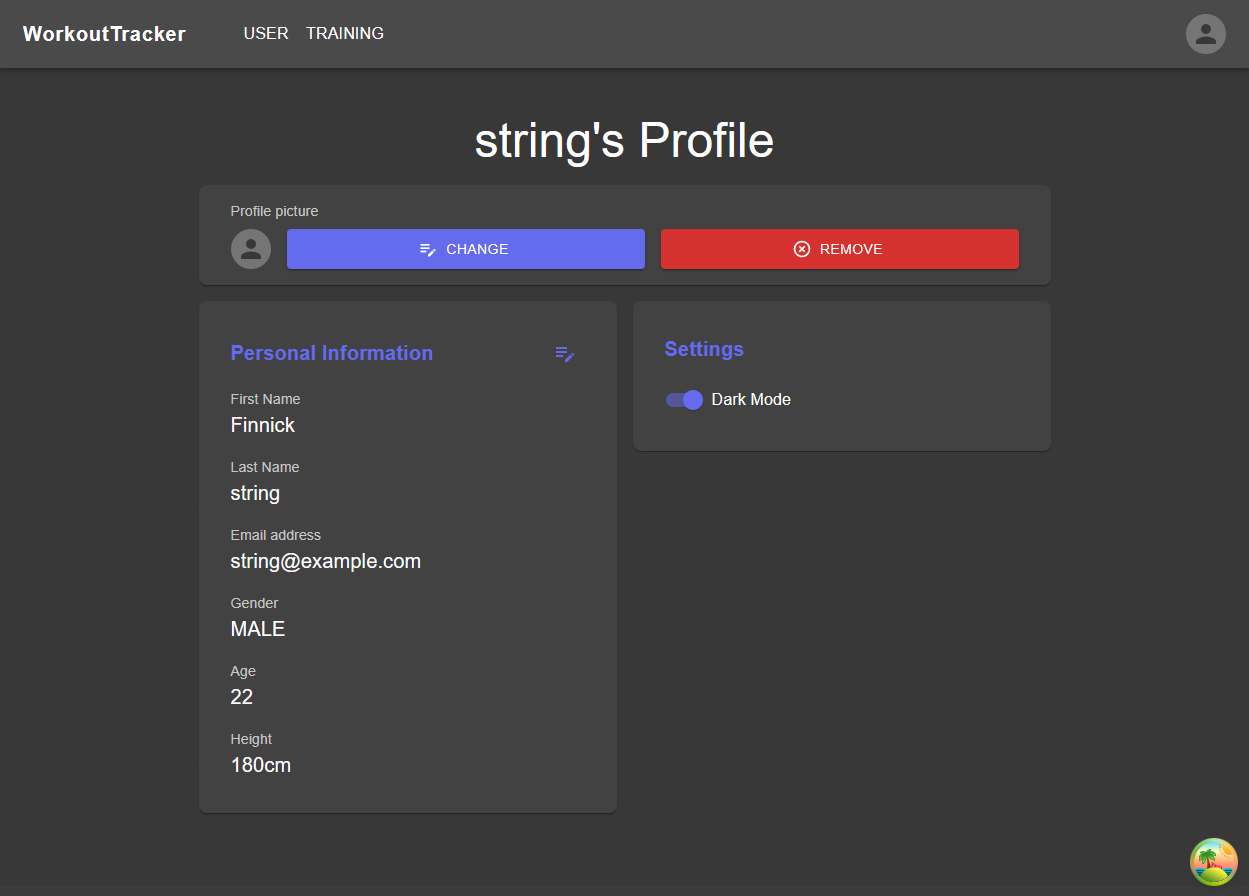 WorkoutTracker USER TRAINING
string's Profile
Profile picture
CHANGE REMOVE
Personal Information
First Name
Finnick
Last Name
string
Email address
string@example.com
Gender
MALE
Age
22
Height
180cm
Settings
Dark Mode